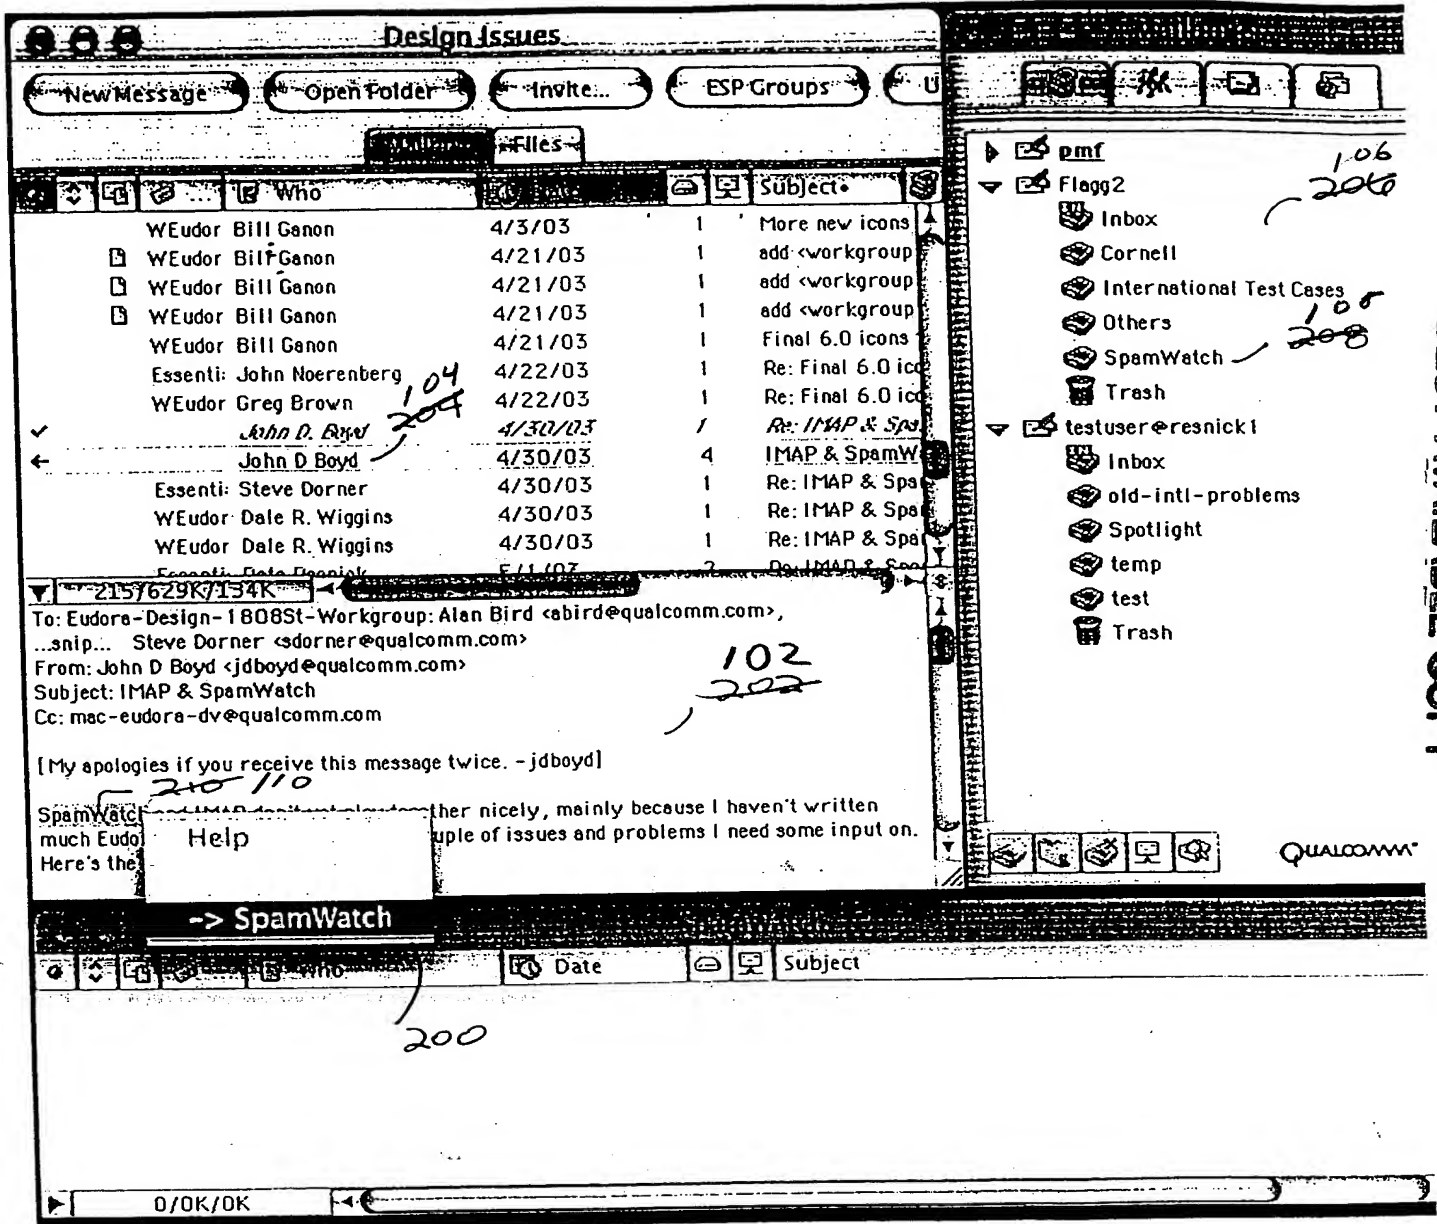 Design Issues
New Message
Open Folder
Invite...
ESP Groups
U
Files
Who
Subject
WEudor Bill Ganon 4/3/03 1 More new icons
WEudor Bill Ganon 4/21/03 1 add <workgroup
WEudor Bill Ganon 4/21/03 1 add <workgroup
WEudor Bill Ganon 4/21/03 1 add <workgroup
WEudor Bill Ganon 4/21/03 1 Final 6.0 icons
Essenti: John Noerenberg 4/22/03 1 Re: Final 6.0 ico
WEudor Greg Brown 4/22/03 1 Re: Final 6.0 ico
104
204
John D. Boyd 4/30/03 1 Re: IMAP & Spa
John D Boyd 4/30/03 4 IMAP & SpamW
Essenti: Steve Dorner 4/30/03 1 Re: IMAP & Spa
WEudor Dale R. Wiggins 4/30/03 1 Re: IMAP & Spa
WEudor Dale R. Wiggins 4/30/03 1 Re: IMAP & Spa
215/629K/134K
To: Eudora-Design-1808St-Workgroup: Alan Bird <abird@qualcomm.com>,
...snip... Steve Dorner <sdorner@qualcomm.com>
From: John D Boyd <jdboyd@qualcomm.com>
Subject: IMAP & SpamWatch
Cc: mac-eudora-dv@qualcomm.com
102
202
[My apologies if you receive this message twice. -jdboyd]
210 110
SpamWatch ther nicely, mainly because I haven't written
much Eudo uple of issues and problems I need some input on.
Here's the
Help
-> SpamWatch
pmf
106
206
Flagg2
Inbox
Cornell
International Test Cases
Others
108
208
SpamWatch
Trash
testuser@resnick1
Inbox
old-intl-problems
Spotlight
temp
test
Trash
QUALCOMM
Who
Date
Subject
200
0/0K/0K